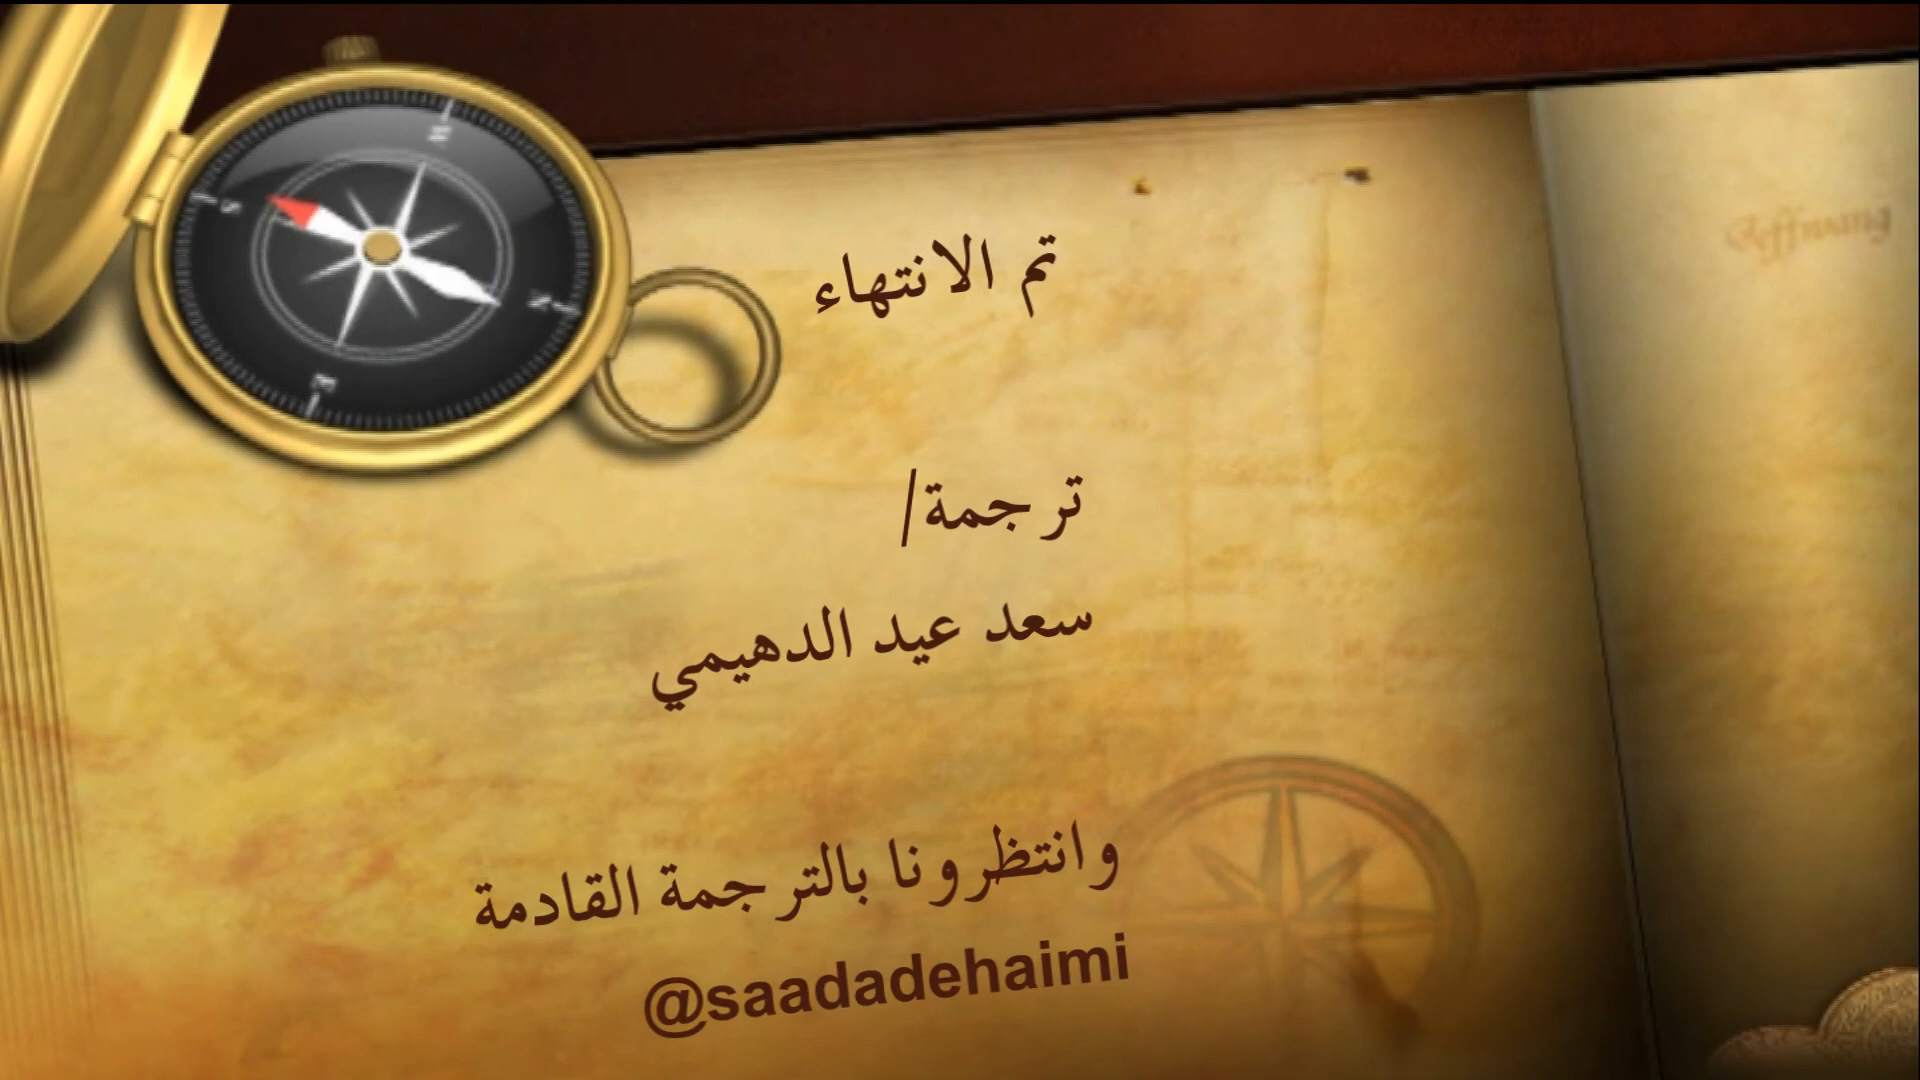 تم الانتهاء
ترجمة/
سعد عيد الدهيمي
وانتظرونا بالترجمة القادمة
@saadadehaimi